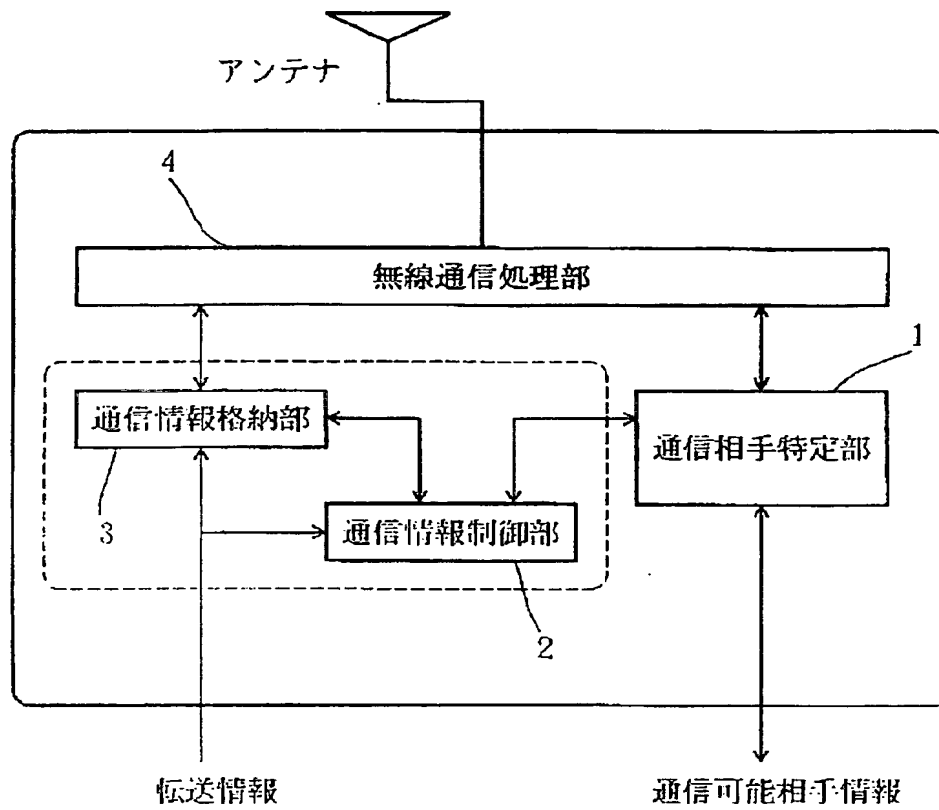 アンテナ
4
無線通信処理部
1
通信情報格納部
通信相手特定部
3
通信情報制御部
2
転送情報
通信可能相手情報